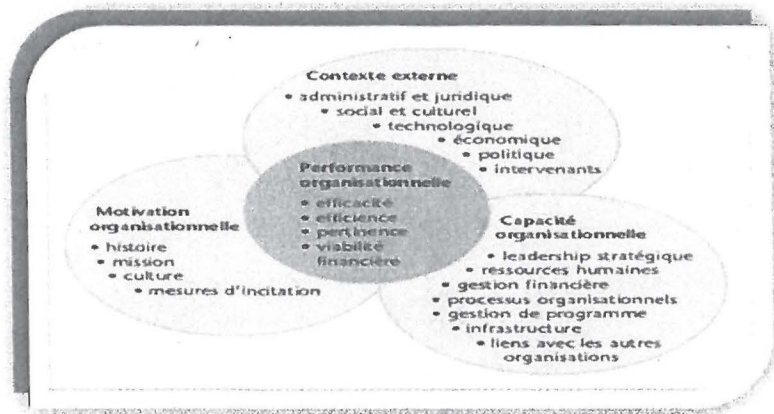 Contexte externe
• administratif et juridique
• social et culturel
• technologique
• économique
• politique
• intervenants
Performance
organisationnelle
• efficacité
• efficience
• pertinence
• viabilité
financière
Motivation
organisationnelle
• histoire
• mission
• culture
• mesures d'incitation
Capacité
organisationnelle
• leadership stratégique
• ressources humaines
• gestion financière
• processus organisationnels
• gestion de programme
• infrastructure
• liens avec les autres
organisations